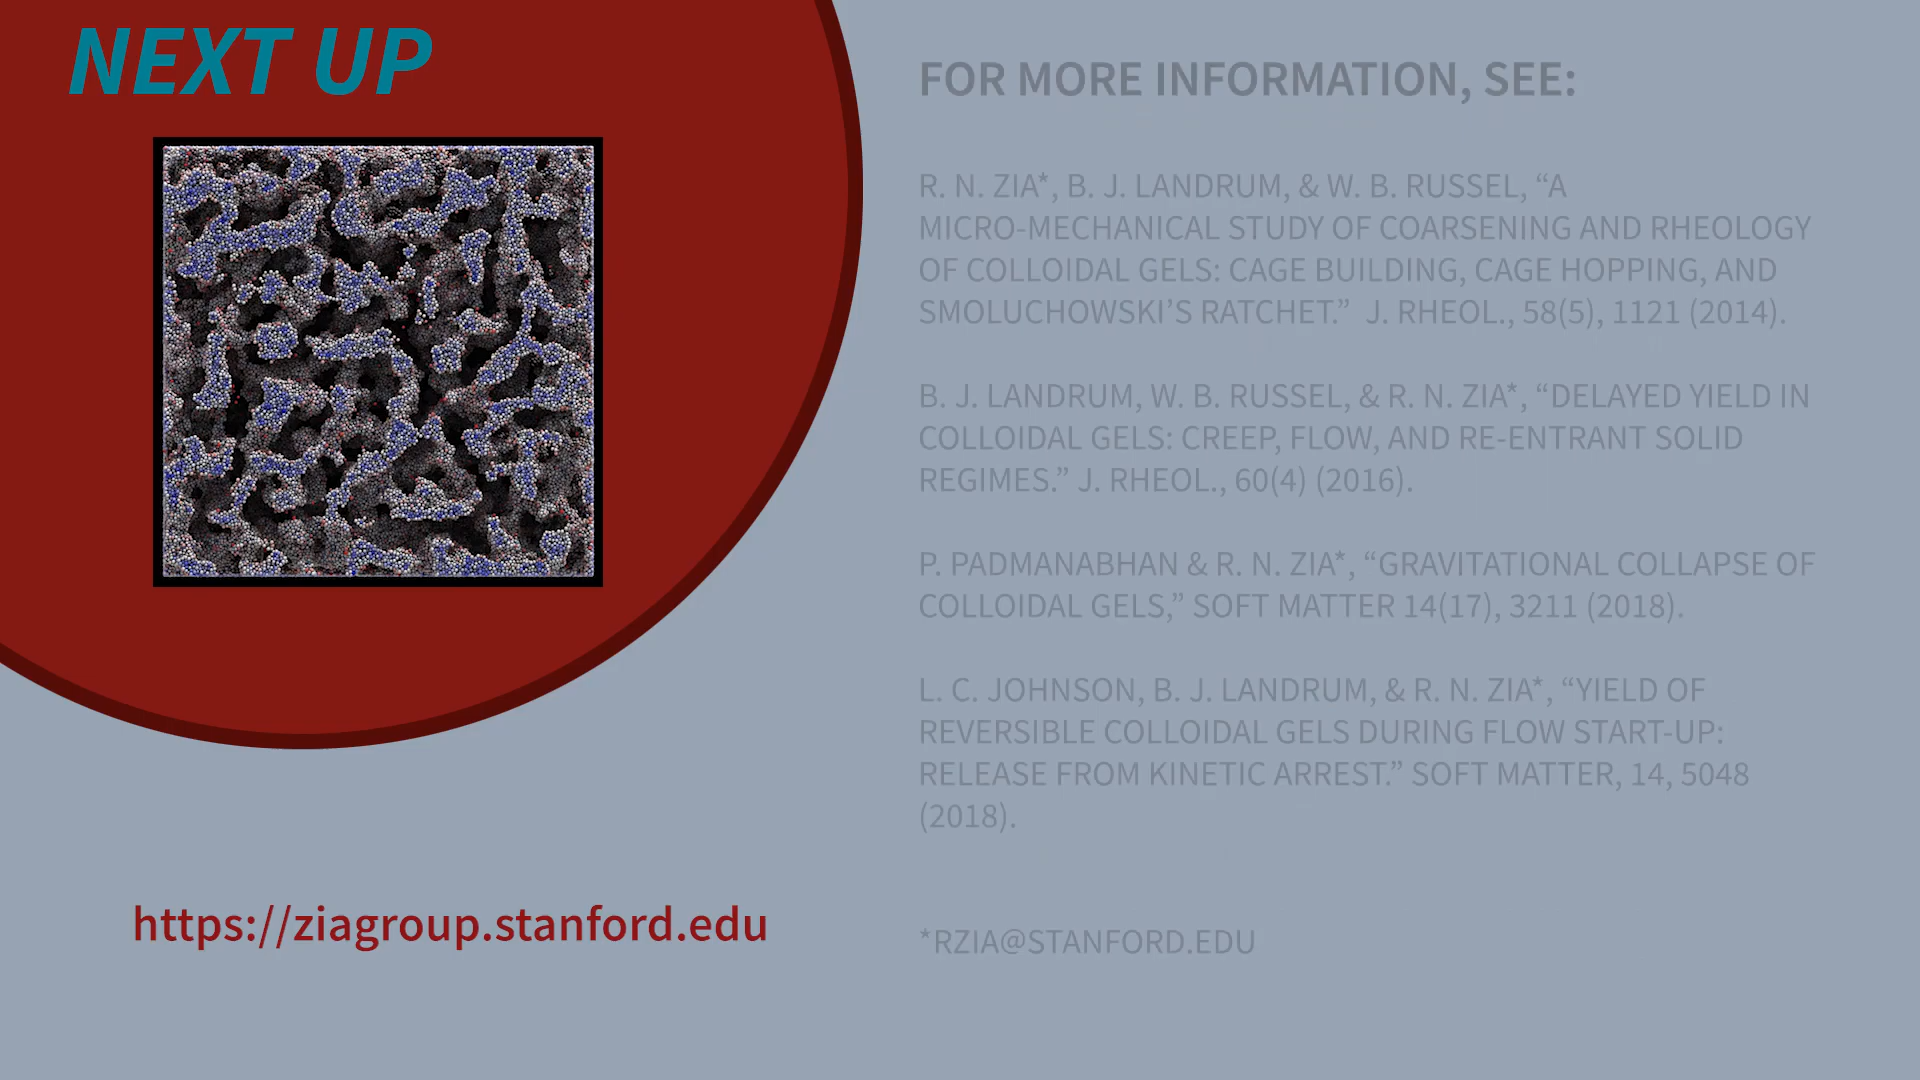 NEXT UP
FOR MORE INFORMATION, SEE:
R. N. ZIA*, B. J. LANDRUM, & W. B. RUSSEL, “A
MICRO-MECHANICAL STUDY OF COARSENING AND RHEOLOGY
OF COLLOIDAL GELS: CAGE BUILDING, CAGE HOPPING, AND
SMOLUCHOWSKI’S RATCHET.” J. RHEOL., 58(5), 1121 (2014).
B. J. LANDRUM, W. B. RUSSEL, & R. N. ZIA*, “DELAYED YIELD IN
COLLOIDAL GELS: CREEP, FLOW, AND RE-ENTRANT SOLID
REGIMES.” J. RHEOL., 60(4) (2016).
P. PADMANABHAN & R. N. ZIA*, “GRAVITATIONAL COLLAPSE OF
COLLOIDAL GELS,” SOFT MATTER 14(17), 3211 (2018).
L. C. JOHNSON, B. J. LANDRUM, & R. N. ZIA*, “YIELD OF
REVERSIBLE COLLOIDAL GELS DURING FLOW START-UP:
RELEASE FROM KINETIC ARREST.” SOFT MATTER, 14, 5048
(2018).
https://ziagroup.stanford.edu
*RZIA@STANFORD.EDU